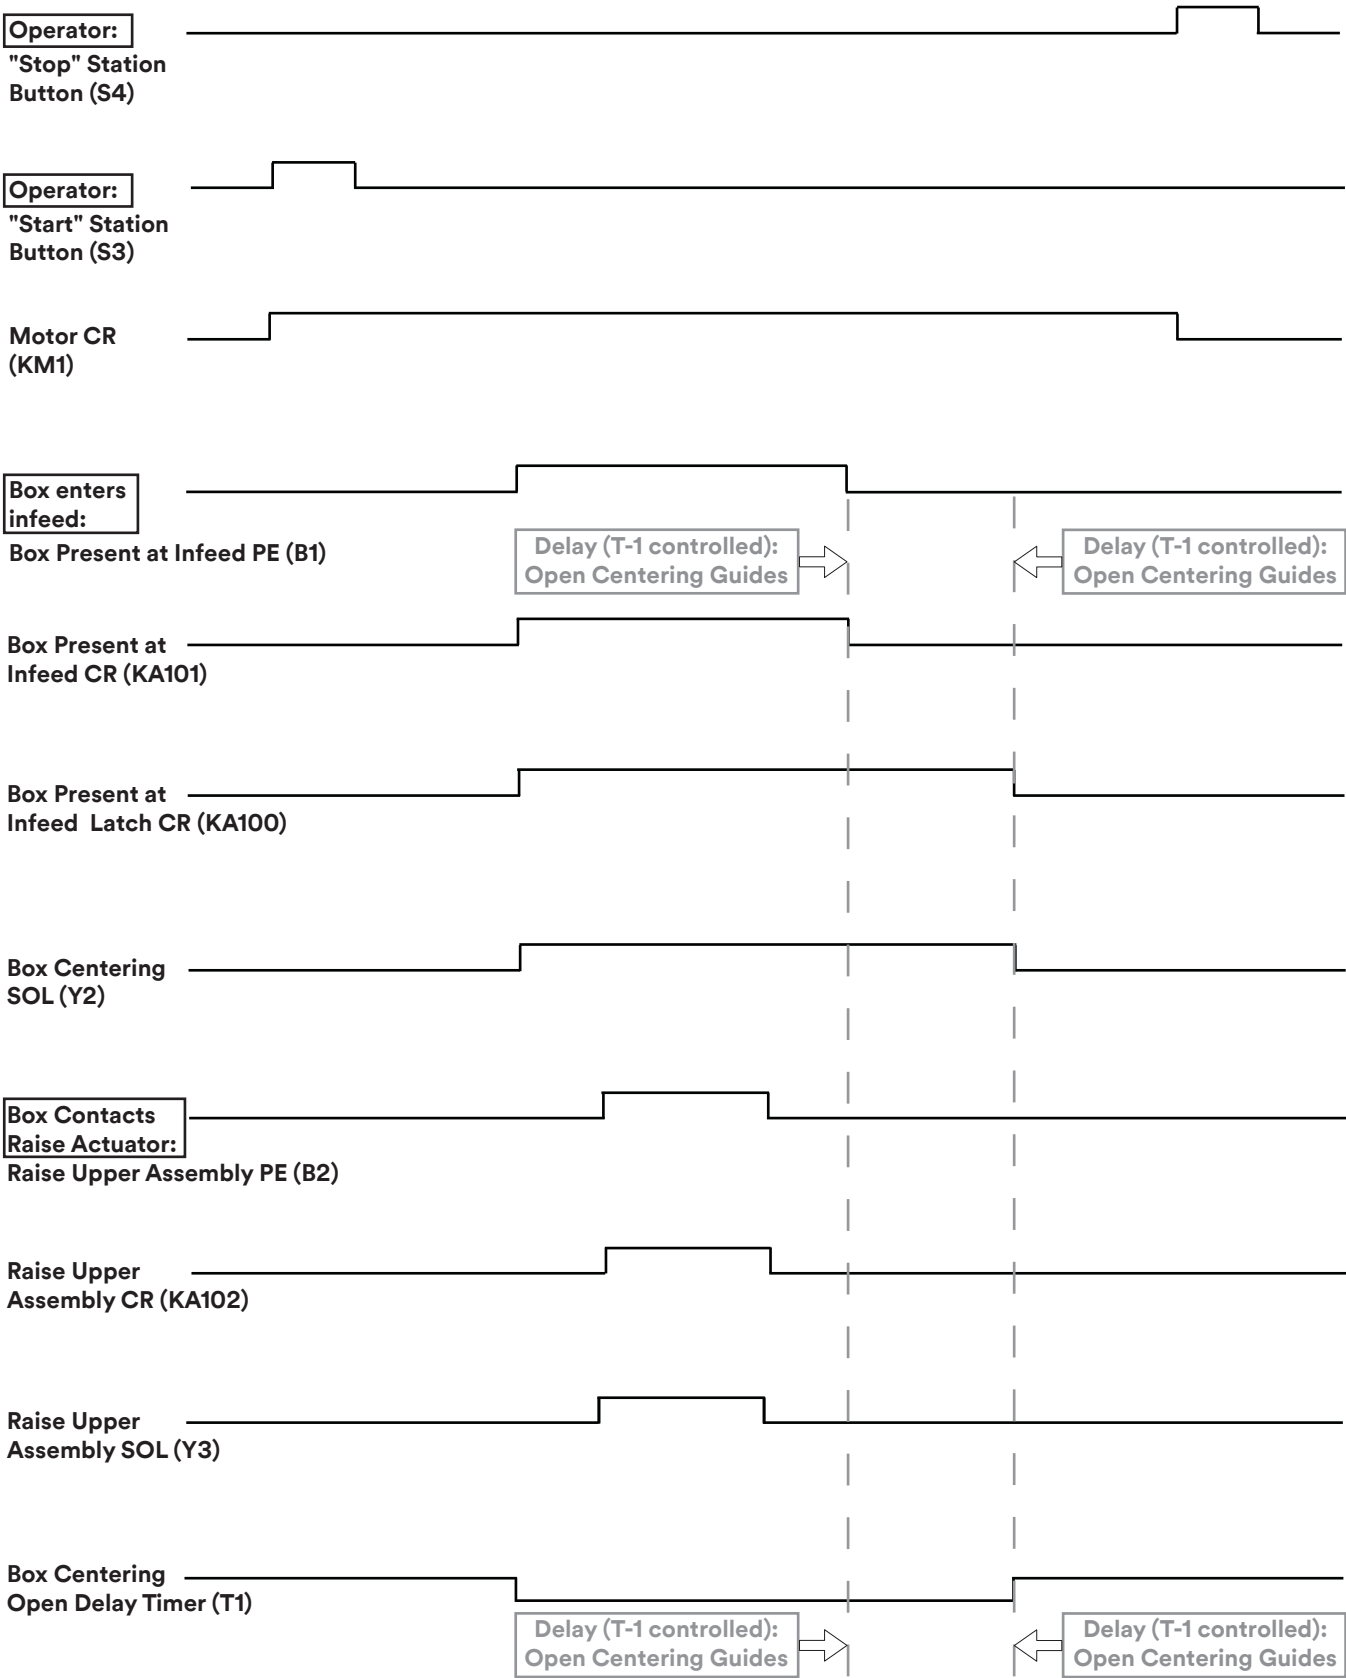 Operator:
"Stop" Station
Button (S4)
Operator:
"Start" Station
Button (S3)
Motor CR
(KM1)
Box enters
infeed:
Box Present at Infeed PE (B1)
Delay (T-1 controlled):
Open Centering Guides
Delay (T-1 controlled):
Open Centering Guides
Box Present at
Infeed CR (KA101)
Box Present at
Infeed Latch CR (KA100)
Box Centering
SOL (Y2)
Box Contacts
Raise Actuator:
Raise Upper Assembly PE (B2)
Raise Upper
Assembly CR (KA102)
Raise Upper
Assembly SOL (Y3)
Box Centering
Open Delay Timer (T1)
Delay (T-1 controlled):
Open Centering Guides
Delay (T-1 controlled):
Open Centering Guides